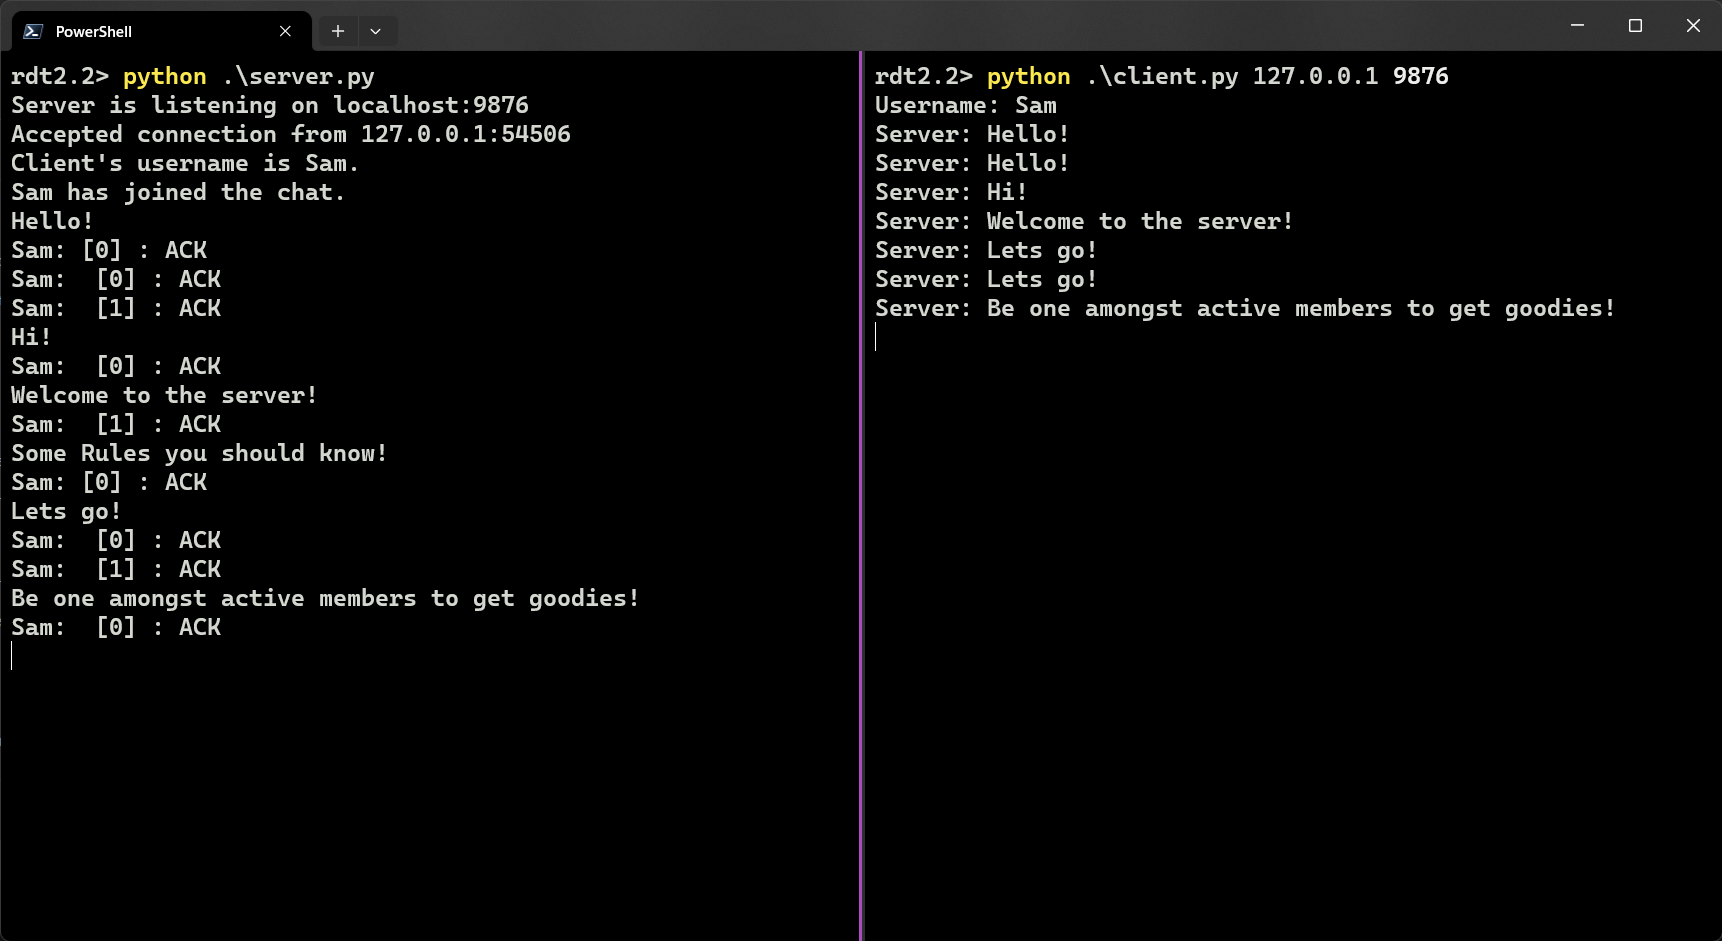 PowerShell
rdt2.2> python .\server.py
Server is listening on localhost:9876
Accepted connection from 127.0.0.1:54506
Client's username is Sam.
Sam has joined the chat.
Hello!
Sam: [0] : ACK
Sam:  [0] : ACK
Sam:  [1] : ACK
Hi!
Sam:  [0] : ACK
Welcome to the server!
Sam:  [1] : ACK
Some Rules you should know!
Sam: [0] : ACK
Lets go!
Sam:  [0] : ACK
Sam:  [1] : ACK
Be one amongst active members to get goodies!
Sam:  [0] : ACK
rdt2.2> python .\client.py 127.0.0.1 9876
Username: Sam
Server: Hello!
Server: Hello!
Server: Hi!
Server: Welcome to the server!
Server: Lets go!
Server: Lets go!
Server: Be one amongst active members to get goodies!